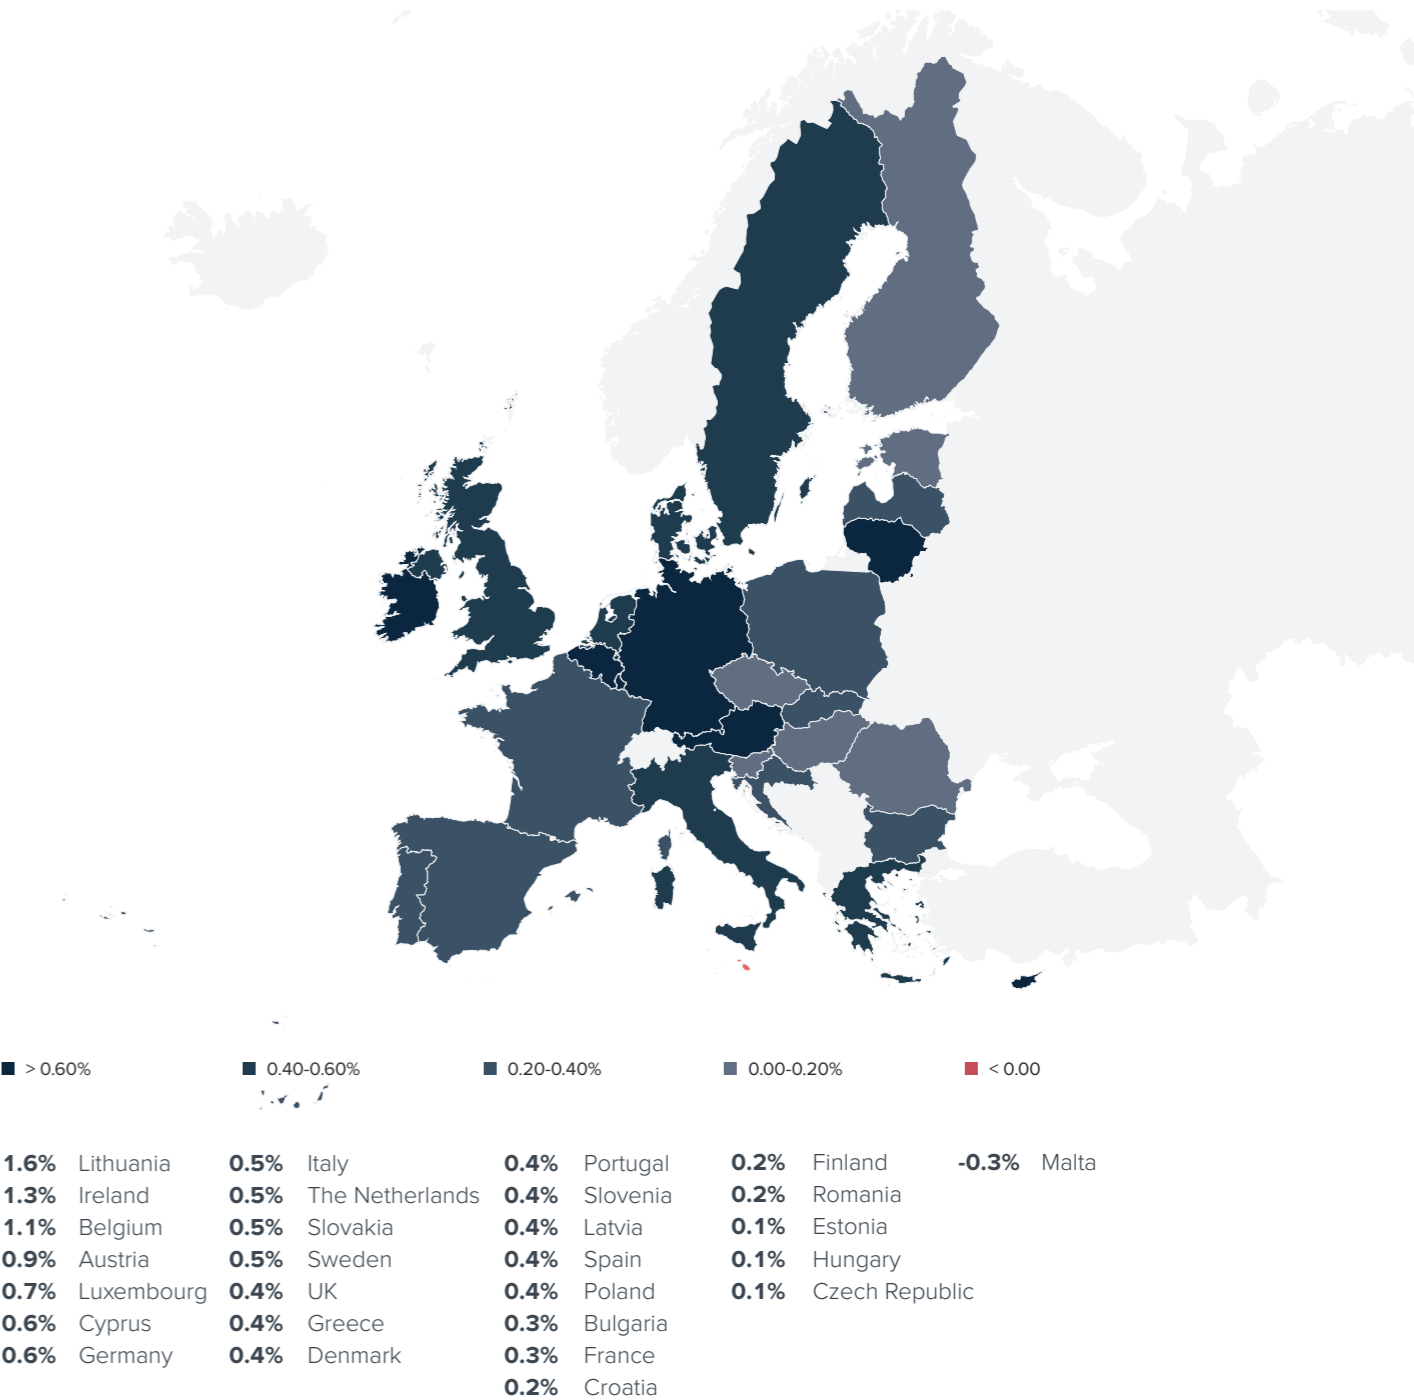 > 0.60% 0.40-0.60% 0.20-0.40% 0.00-0.20% < 0.00
1.6% Lithuania
1.3% Ireland
1.1% Belgium
0.9% Austria
0.7% Luxembourg
0.6% Cyprus
0.6% Germany
0.5% Italy
0.5% The Netherlands
0.5% Slovakia
0.5% Sweden
0.4% UK
0.4% Greece
0.4% Denmark
0.4% Portugal
0.4% Slovenia
0.4% Latvia
0.4% Spain
0.4% Poland
0.3% Bulgaria
0.3% France
0.2% Croatia
0.2% Finland
0.2% Romania
0.1% Estonia
0.1% Hungary
0.1% Czech Republic
-0.3% Malta